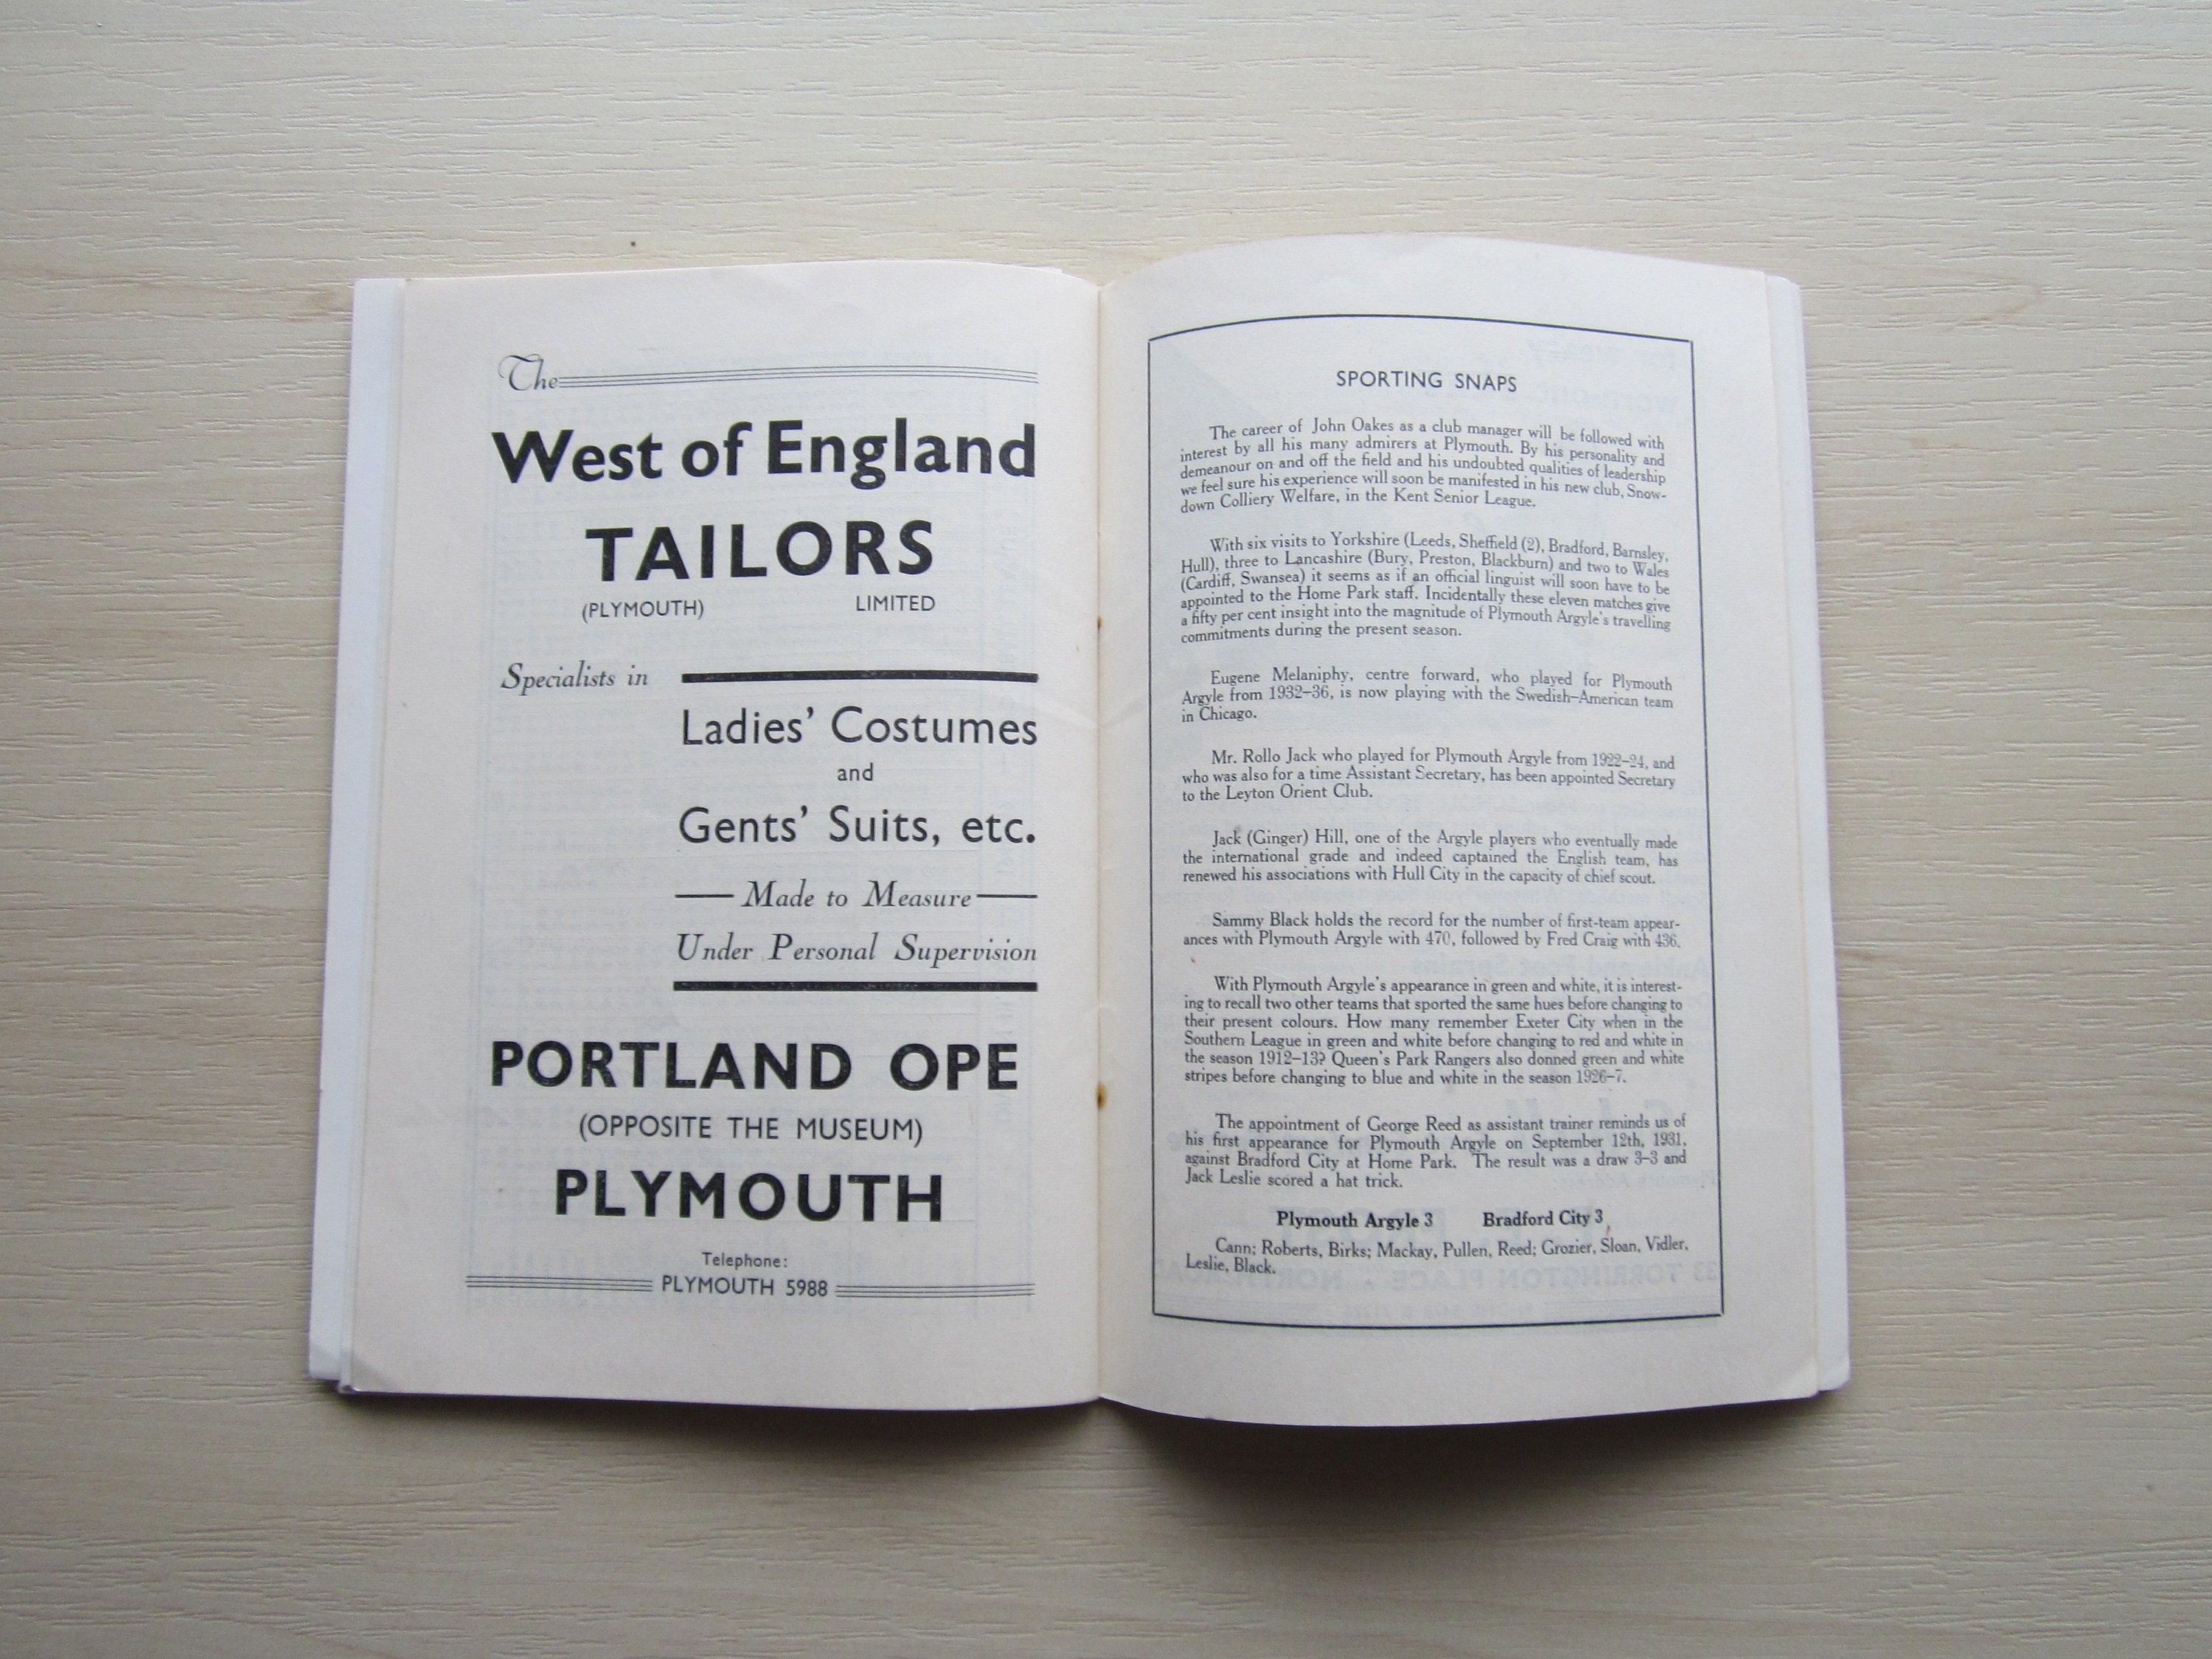 The
West of England
TAILORS
(PLYMOUTH) LIMITED
Specialists in
Ladies' Costumes
and
Gents' Suits, etc.
Made to Measure
Under Personal Supervision
PORTLAND OPE
(OPPOSITE THE MUSEUM)
PLYMOUTH
Telephone:
PLYMOUTH 5988
SPORTING SNAPS
The career of John Oakes as a club manager will be followed with
interest by all his many admirers at Plymouth. By his personality and
demeanour on and off the field and his undoubted qualities of leadership
we feel sure his experience will soon be manifested in his new club, Snow-
down Colliery Welfare, in the Kent Senior League.
With six visits to Yorkshire (Leeds, Sheffield (2), Bradford, Barnsley,
Hull), three to Lancashire (Bury, Preston, Blackburn) and two to Wales
(Cardiff, Swansea) it seems as if an official linguist will soon have to be
appointed to the Home Park staff. Incidentally these eleven matches give
a fifty per cent insight into the magnitude of Plymouth Argyle's travelling
commitments during the present season.
Eugene Melaniphy, centre forward, who played for Plymouth
Argyle from 1932-36, is now playing with the Swedish-American team
in Chicago.
Mr. Rollo Jack who played for Plymouth Argyle from 1922-24, and
who was also for a time Assistant Secretary, has been appointed Secretary
to the Leyton Orient Club.
Jack (Ginger) Hill, one of the Argyle players who eventually made
the international grade and indeed captained the English team, has
renewed his associations with Hull City in the capacity of chief scout.
Sammy Black holds the record for the number of first-team appear-
ances with Plymouth Argyle with 470, followed by Fred Craig with 436.
With Plymouth Argyle's appearance in green and white, it is interest-
ing to recall two other teams that sported the same hues before changing to
their present colours. How many remember Exeter City when in the
Southern League in green and white before changing to red and white in
the season 1912-13? Queen's Park Rangers also donned green and white
stripes before changing to blue and white in the season 1926-7.
The appointment of George Reed as assistant trainer reminds us of
his first appearance for Plymouth Argyle on September 12th, 1931,
against Bradford City at Home Park. The result was a draw 3-3 and
Jack Leslie scored a hat trick.
Plymouth Argyle 3 Bradford City 3
Cann; Roberts, Birks; Mackay, Pullen, Reed; Grozier, Sloan, Vidler,
Leslie, Black.